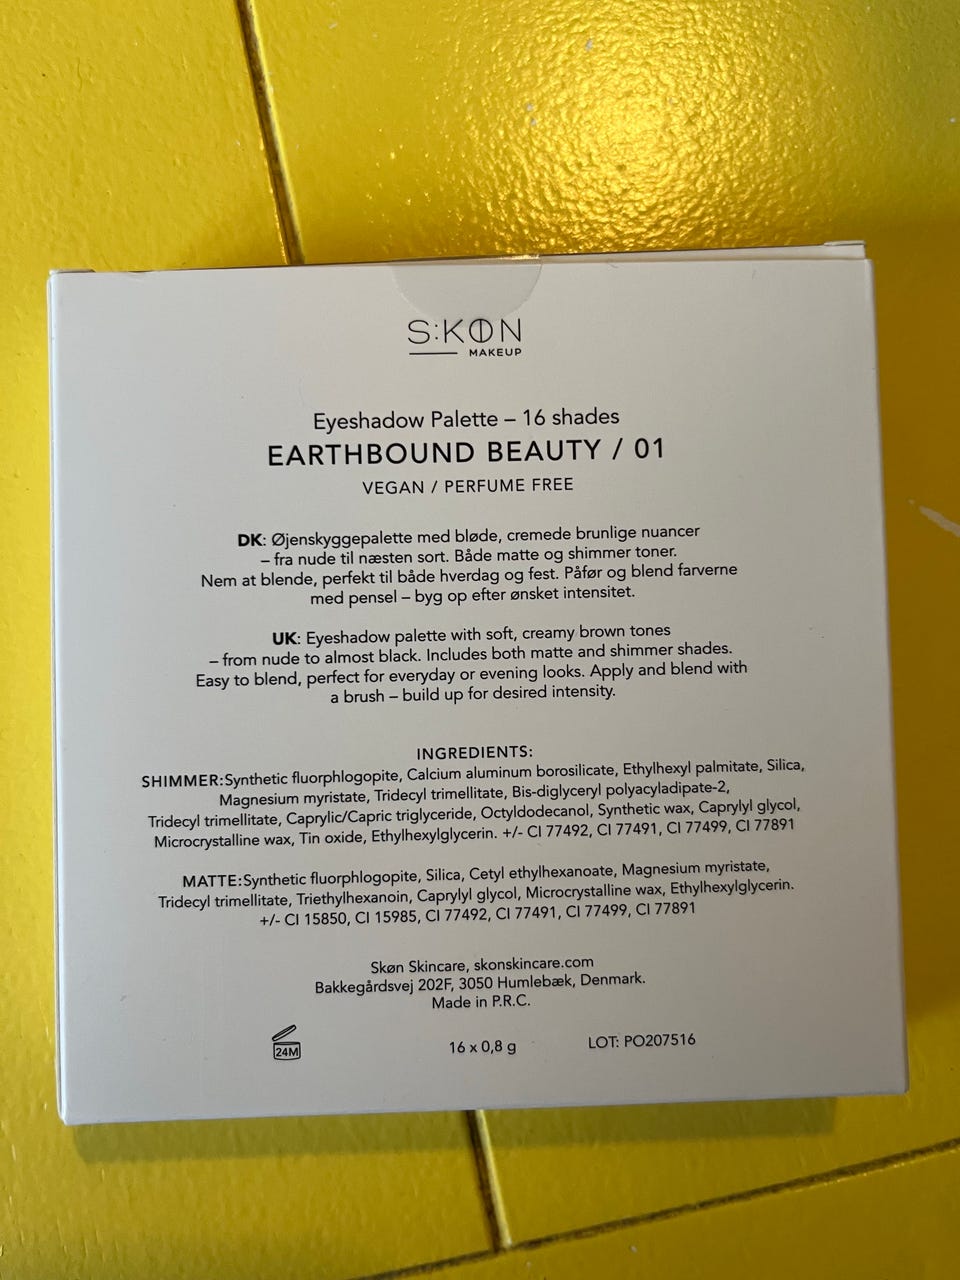 S:KØN
MAKEUP
Eyeshadow Palette – 16 shades
EARTHBOUND BEAUTY / 01
VEGAN / PERFUME FREE
DK: Øjenskyggepalette med bløde, cremede brunlige nuancer
– fra nude til næsten sort. Både matte og shimmer toner.
Nem at blende, perfekt til både hverdag og fest. Påfør og blend farverne
med pensel – byg op efter ønsket intensitet.
UK: Eyeshadow palette with soft, creamy brown tones
– from nude to almost black. Includes both matte and shimmer shades.
Easy to blend, perfect for everyday or evening looks. Apply and blend with
a brush – build up for desired intensity.
INGREDIENTS:
SHIMMER:Synthetic fluorphlogopite, Calcium aluminum borosilicate, Ethylhexyl palmitate, Silica,
Magnesium myristate, Tridecyl trimellitate, Bis-diglyceryl polyacyladipate-2,
Tridecyl trimellitate, Caprylic/Capric triglyceride, Octyldodecanol, Synthetic wax, Caprylyl glycol,
Microcrystalline wax, Tin oxide, Ethylhexylglycerin. +/- CI 77492, CI 77491, CI 77499, CI 77891
MATTE:Synthetic fluorphlogopite, Silica, Cetyl ethylhexanoate, Magnesium myristate,
Tridecyl trimellitate, Triethylhexanoin, Caprylyl glycol, Microcrystalline wax, Ethylhexylglycerin.
+/- CI 15850, CI 15985, CI 77492, CI 77491, CI 77499, CI 77891
Skøn Skincare, skonskincare.com
Bakkegårdsvej 202F, 3050 Humlebæk, Denmark.
Made in P.R.C.
24M
16 x 0,8 g
LOT: PO207516